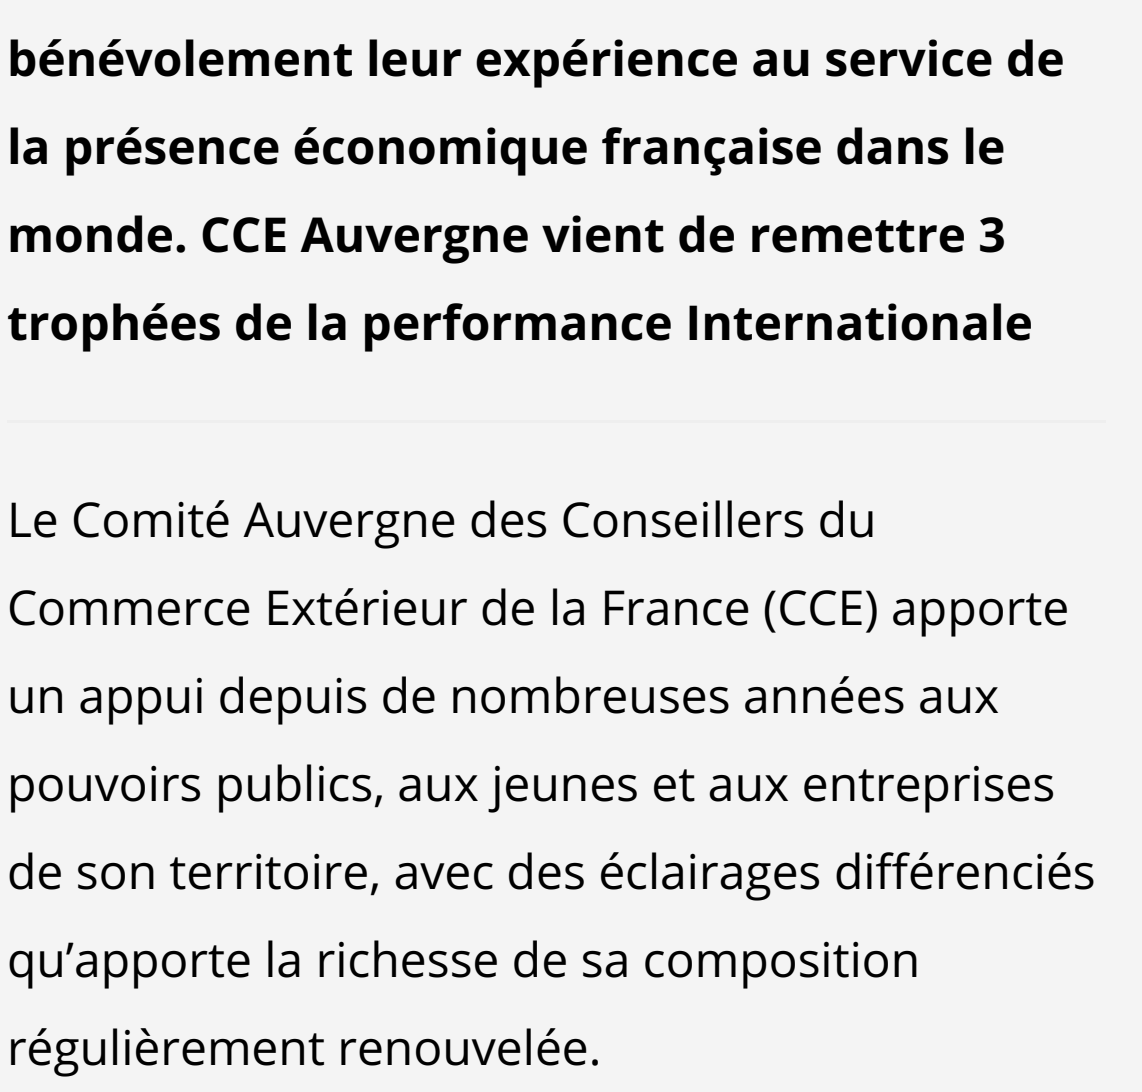 bénévolement leur expérience au service de
la présence économique française dans le
monde. CCE Auvergne vient de remettre 3
trophées de la performance Internationale
Le Comité Auvergne des Conseillers du
Commerce Extérieur de la France (CCE) apporte
un appui depuis de nombreuses années aux
pouvoirs publics, aux jeunes et aux entreprises
de son territoire, avec des éclairages différenciés
qu’apporte la richesse de sa composition
régulièrement renouvelée.